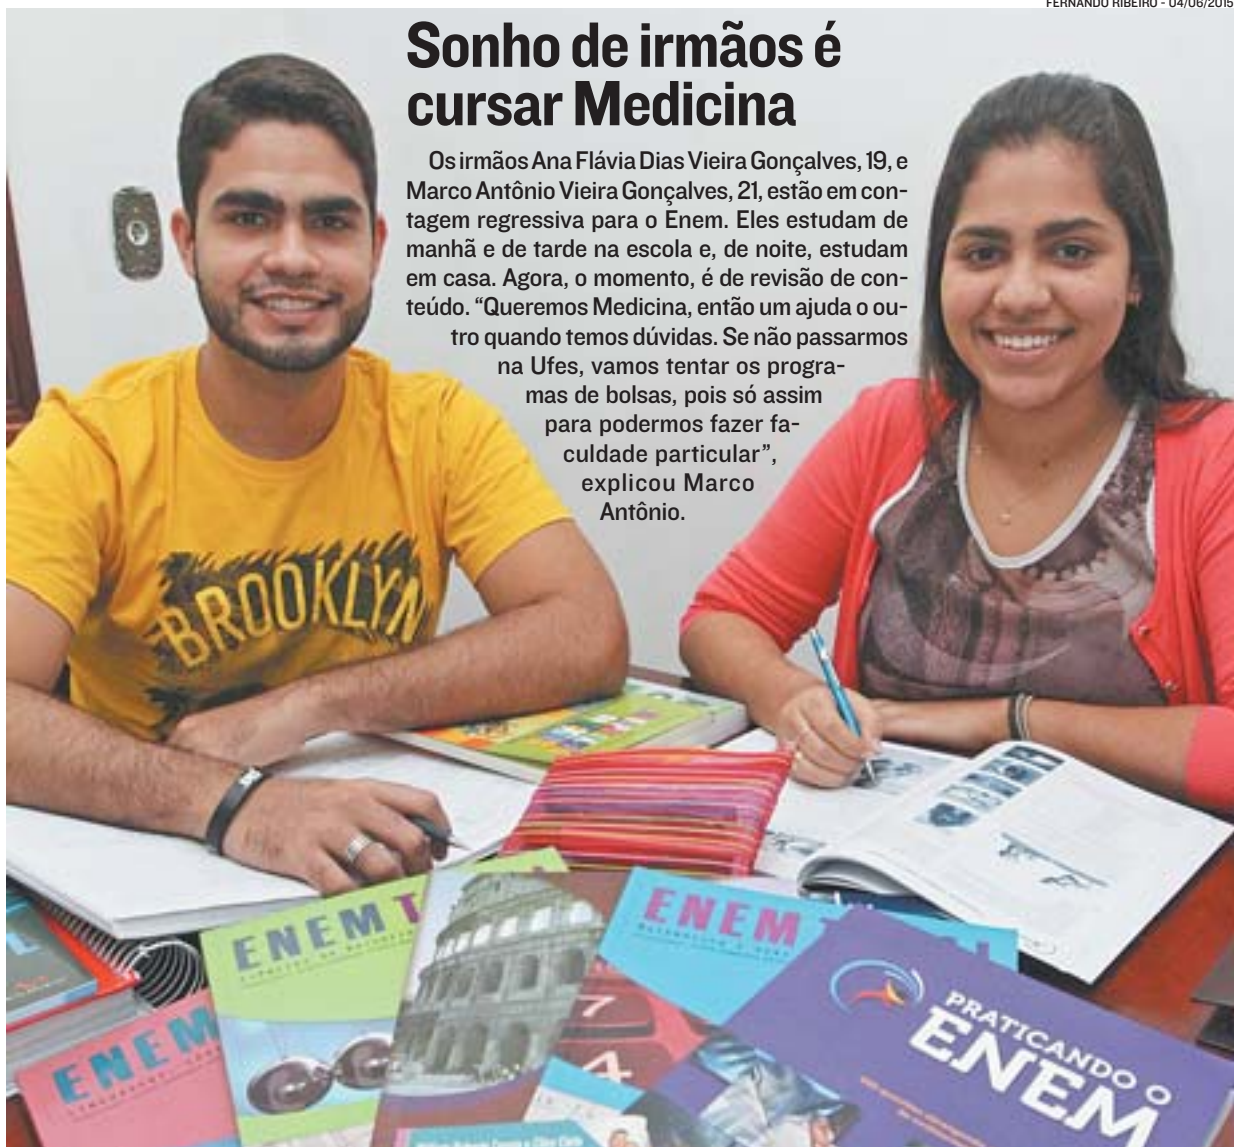 FERNANDO RIBEIRO - 04/06/2015
Sonho de irmãos é
cursar Medicina
Os irmãos Ana Flávia Dias Vieira Gonçalves, 19, e
Marco Antônio Vieira Gonçalves, 21, estão em con-
tagem regressiva para o Enem. Eles estudam de
manhã e de tarde na escola e, de noite, estudam
em casa. Agora, o momento, é de revisão de con-
teúdo. “Queremos Medicina, então um ajuda o ou-
tro quando temos dúvidas. Se não passarmos
na Ufes, vamos tentar os progra-
mas de bolsas, pois só assim
para podermos fazer fa-
culdade particular”,
explicou Marco
Antônio.
BROOKLYN
ENEM T
ENEM
ENEM
7
4
PRATICANDO O
ENEM